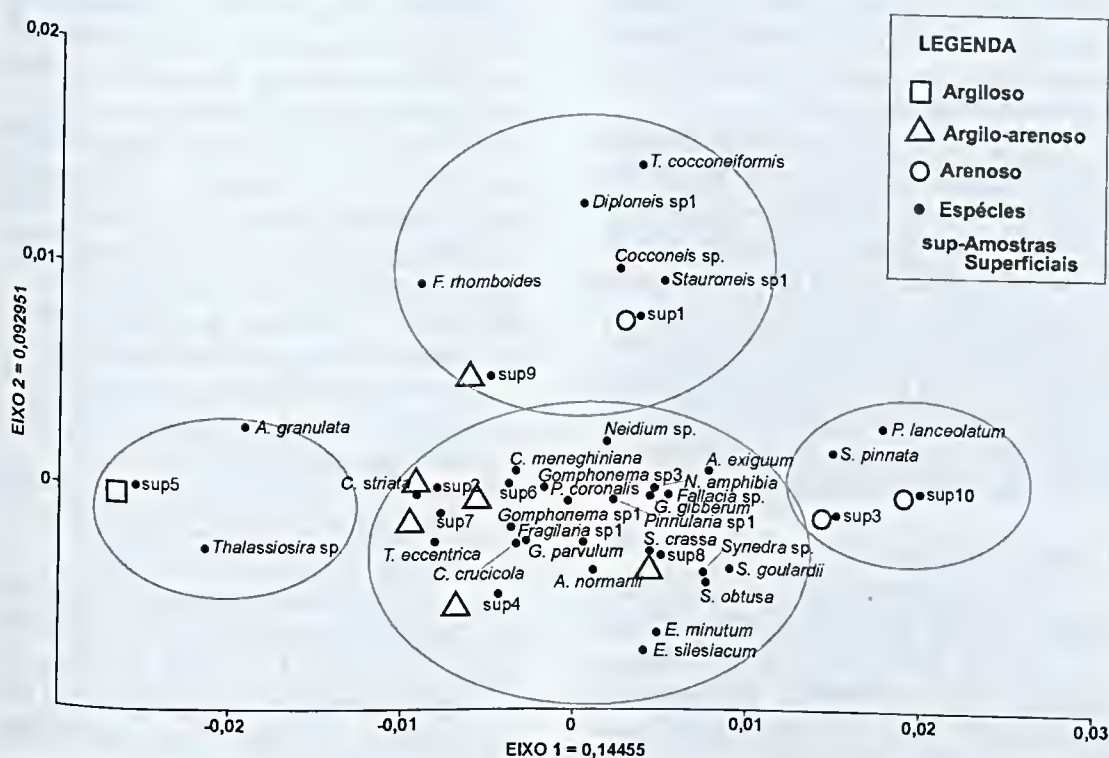 0,02
LEGENDA
Argiloso
Argilo-arenoso
Arenoso
Espécies
sup-Amostras
Superficiais
T. cocconeiformis
Diploneis sp1
0,01
Cocconeis sp.
F. rhomboides
Stauroneis sp1
sup1
EIXO 2 = 0,092951
sup9
A. granulata
Neidium sp.
P. lanceolatum
C. meneghiniana
A. exiguum
S. pinnata
0
sup5
C. striata
sup2
sup6
Gomphonema sp3
N. amphibia
P. coronalis
Fallacia sp.
sup10
G. gibberum
sup7
Gomphonema sp1
Pinnularia sp1
sup3
Thalassiosira sp.
T. eccentrica
Fragilaria sp1
S. crassa
G. parvulum
sup8
Synedra sp.
C. crucicola
A. normanii
S. goulardii
sup4
S. obtusa
E. minutum
E. silesiacum
-0,02
-0,01
0
0,01
0,02
0,03
EIXO 1 = 0,14455